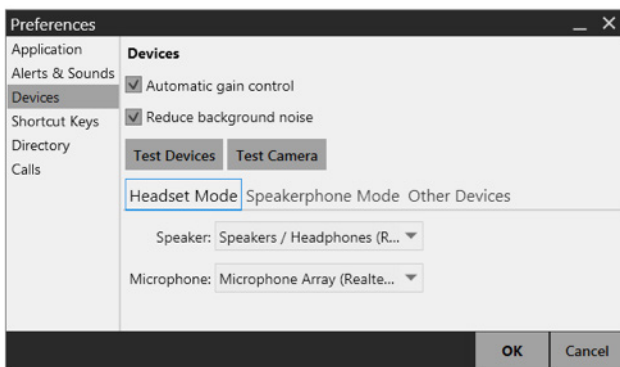 Preferences
Application
Alerts & Sounds
Devices
Shortcut Keys
Directory
Calls
Devices
Automatic gain control
Reduce background noise
Test Devices Test Camera
Headset Mode Speakerphone Mode Other Devices
Speaker: Speakers / Headphones (R...
Microphone: Microphone Array (Realte...
OK Cancel